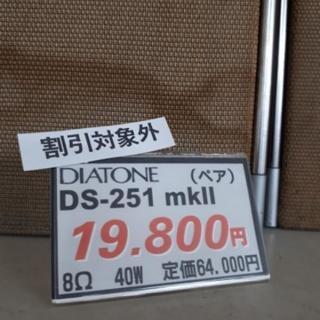 割引対象外
DIATONE （ペア）
DS-251 mkII
19.800円
8Ω 40W 定価64.000円